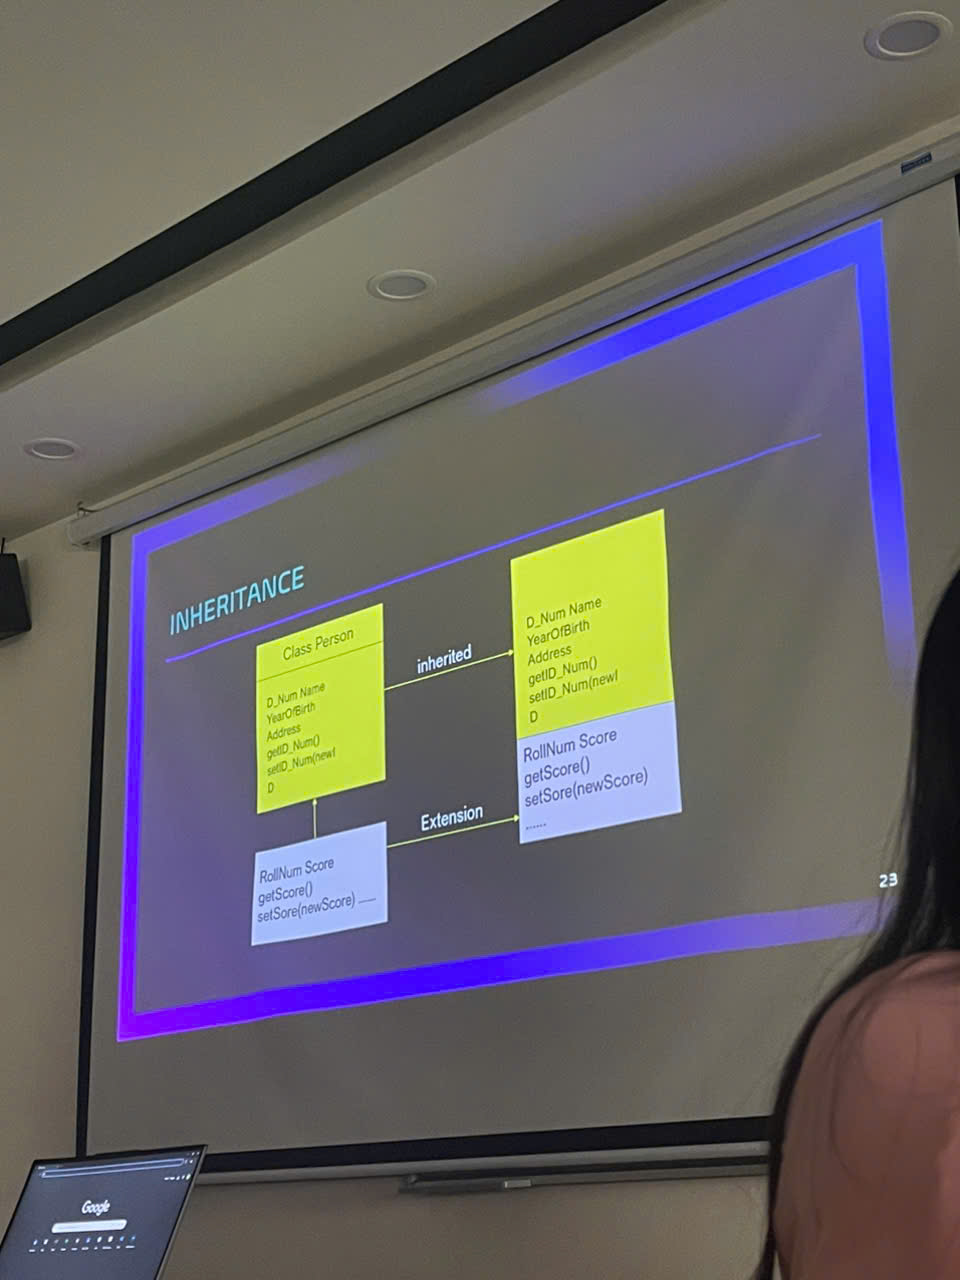 INHERITANCE
Class Person
D_Num Name
YearOfBirth
Address
getID_Num()
setID_Num(newI
D
inherited
D_Num Name
YearOfBirth
Address
getID_Num()
setID_Num(newI
D
RollNum Score
getScore()
setSore(newScore)
......
Extension
RollNum Score
getScore()
setSore(newScore) ......
23
Google